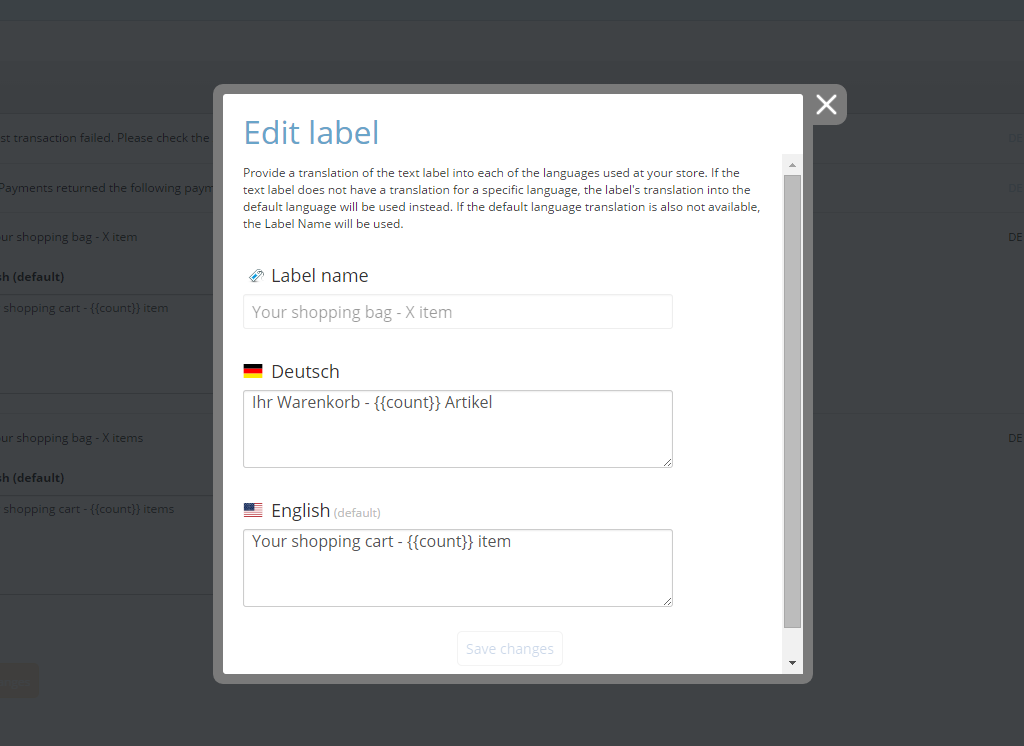 Edit label
Provide a translation of the text label into each of the languages used at your store. If the
text label does not have a translation for a specific language, the label's translation into the
default language will be used instead. If the default language translation is also not available,
the Label Name will be used.
Label name
Your shopping bag - X item
Deutsch
Ihr Warenkorb - {{count}} Artikel
English (default)
Your shopping cart - {{count}} item
Save changes
st transaction failed. Please check the
DE
Payments returned the following paym
DE
ur shopping bag - X item
DE
sh (default)
shopping cart - {{count}} item
ur shopping bag - X items
DE
sh (default)
shopping cart - {{count}} items